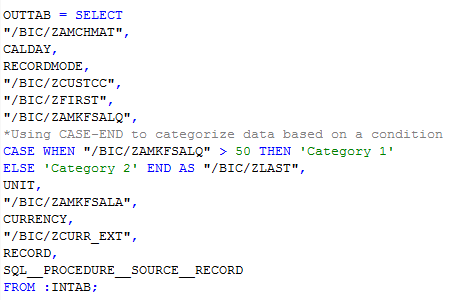 OUTTAB = SELECT
"/BIC/ZAMCHMAT",
CALDAY,
RECORDMODE,
"/BIC/ZCUSTCC",
"/BIC/ZFIRST",
"/BIC/ZAMKFSALQ",
*Using CASE-END to categorize data based on a condition
CASE WHEN "/BIC/ZAMKFSALQ" > 50 THEN 'Category 1'
ELSE 'Category 2' END AS "/BIC/ZLAST",
UNIT,
"/BIC/ZAMKFSALA",
CURRENCY,
"/BIC/ZCURR_EXT",
RECORD,
SQL__PROCEDURE__SOURCE__RECORD
FROM :INTAB;